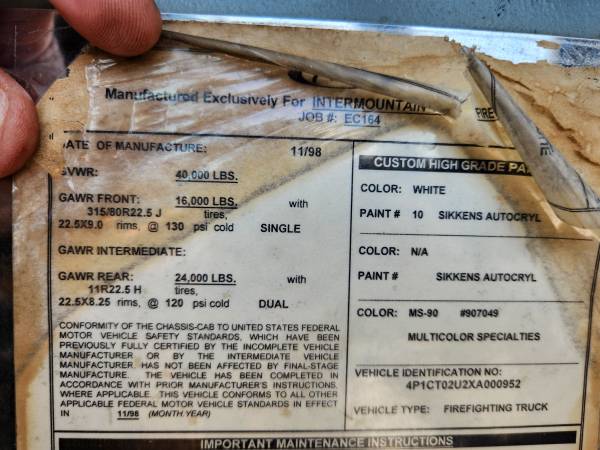 Manufactured Exclusively For INTERMOUNTAIN
JOB #: EC164
DATE OF MANUFACTURE: 11/98
GVWR: 40,000 LBS.
GAWR FRONT: 16,000 LBS. with
315/80R22.5 J tires,
22.5X9.0 rims, @ 130 psi cold SINGLE
GAWR INTERMEDIATE:
GAWR REAR: 24,000 LBS. with
11R22.5 H tires,
22.5X8.25 rims, @ 120 psi cold DUAL
CONFORMITY OF THE CHASSIS-CAB TO UNITED STATES FEDERAL
MOTOR VEHICLE SAFETY STANDARDS, WHICH HAVE BEEN
PREVIOUSLY FULLY CERTIFIED BY THE INCOMPLETE VEHICLE
MANUFACTURER OR BY THE INTERMEDIATE VEHICLE
MANUFACTURER, HAS NOT BEEN AFFECTED BY FINAL-STAGE
MANUFACTURE. THE VEHICLE HAS BEEN COMPLETED IN
ACCORDANCE WITH PRIOR MANUFACTURER'S INSTRUCTIONS,
WHERE APPLICABLE. THIS VEHICLE CONFORMS TO ALL OTHER
APPLICABLE FEDERAL MOTOR VEHICLE STANDARDS IN EFFECT
IN 11/98 (MONTH, YEAR)
CUSTOM HIGH GRADE
COLOR: WHITE
PAINT # 10 SIKKENS AUTOCRYL
COLOR: N/A
PAINT # SIKKENS AUTOCRYL
COLOR: MS-90 #907049
MULTICOLOR SPECIALTIES
VEHICLE IDENTIFICATION NO:
4P1CT02U2XA000952
VEHICLE TYPE: FIREFIGHTING TRUCK
IMPORTANT MAINTENANCE INSTRUCTIONS